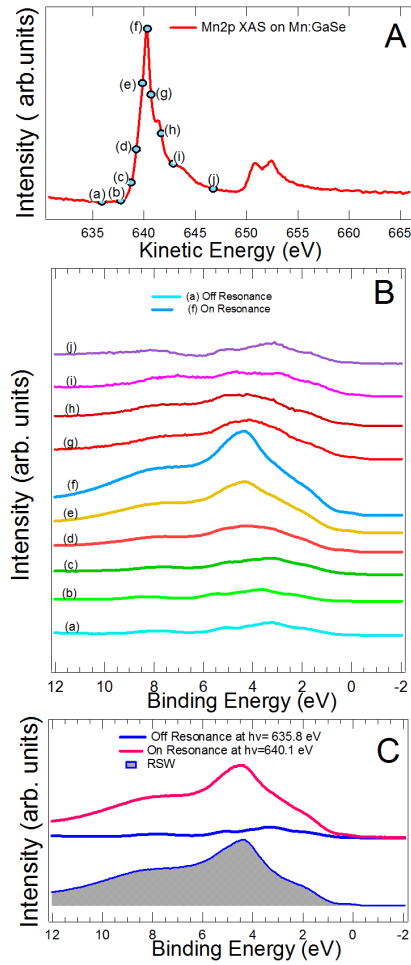 Mn2p XAS on Mn:GaSe
A
(f)
(e)
(g)
(d)
(h)
(c)
(i)
(a)
(b)
(j)
Intensity ( arb.units)
635 640 645 650 655 660 665
Kinetic Energy (eV)
B
(a) Off Resonance
(f) On Resonance
(j)
(i)
(h)
(g)
(f)
(e)
(d)
(c)
(b)
(a)
Intensity (arb. units)
12 10 8 6 4 2 0 -2
Binding Energy (eV)
C
Off Resonance at hv= 635.8 eV
On Resonance at hv=640.1 eV
RSW
Intensity (arb. units)
12 10 8 6 4 2 0 -2
Binding Energy (eV)